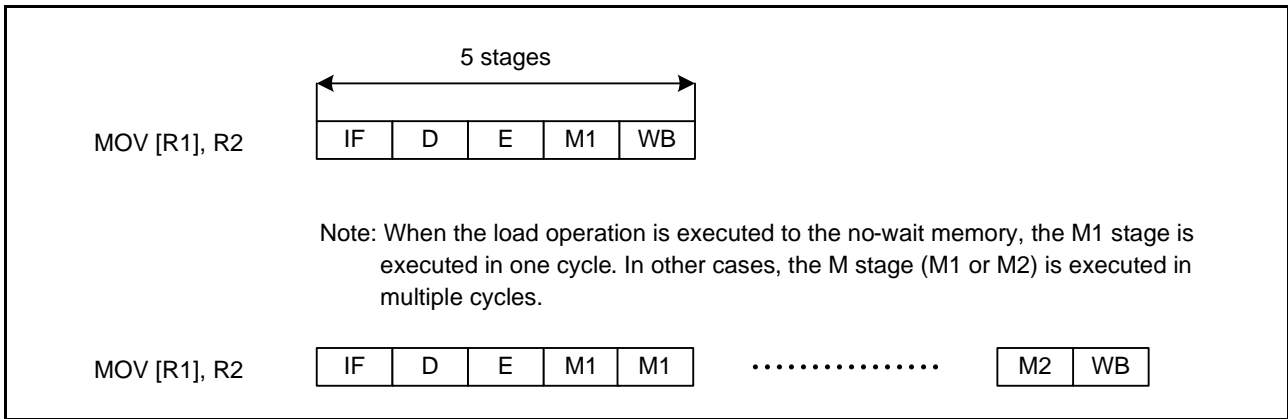 5 stages
MOV [R1], R2 IF D E M1 WB
Note: When the load operation is executed to the no-wait memory, the M1 stage is
executed in one cycle. In other cases, the M stage (M1 or M2) is executed in
multiple cycles.
MOV [R1], R2 IF D E M1 M1 ················ M2 WB